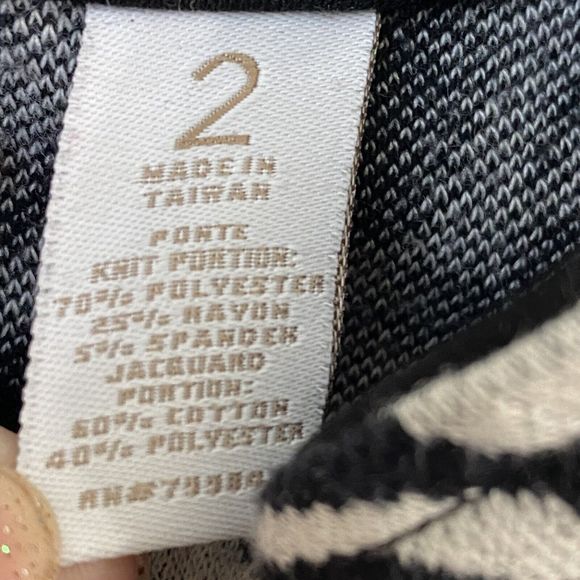 2
MADE IN
TAIWAN
PONTE
KNIT PORTION:
70% POLYESTER
25% RAYON
5% SPANDEX
JACQUARD
PORTION:
60% COTTON
40% POLYESTER